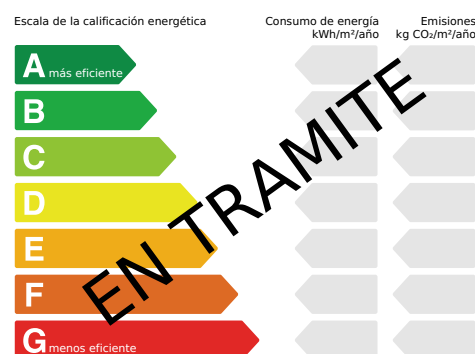 Escala de la calificación energética
Consumo de energía
kWh/m²/año
Emisiones
kg CO₂/m²/año
A más eficiente
B
C
D
E
F
G menos eficiente
EN TRAMITE